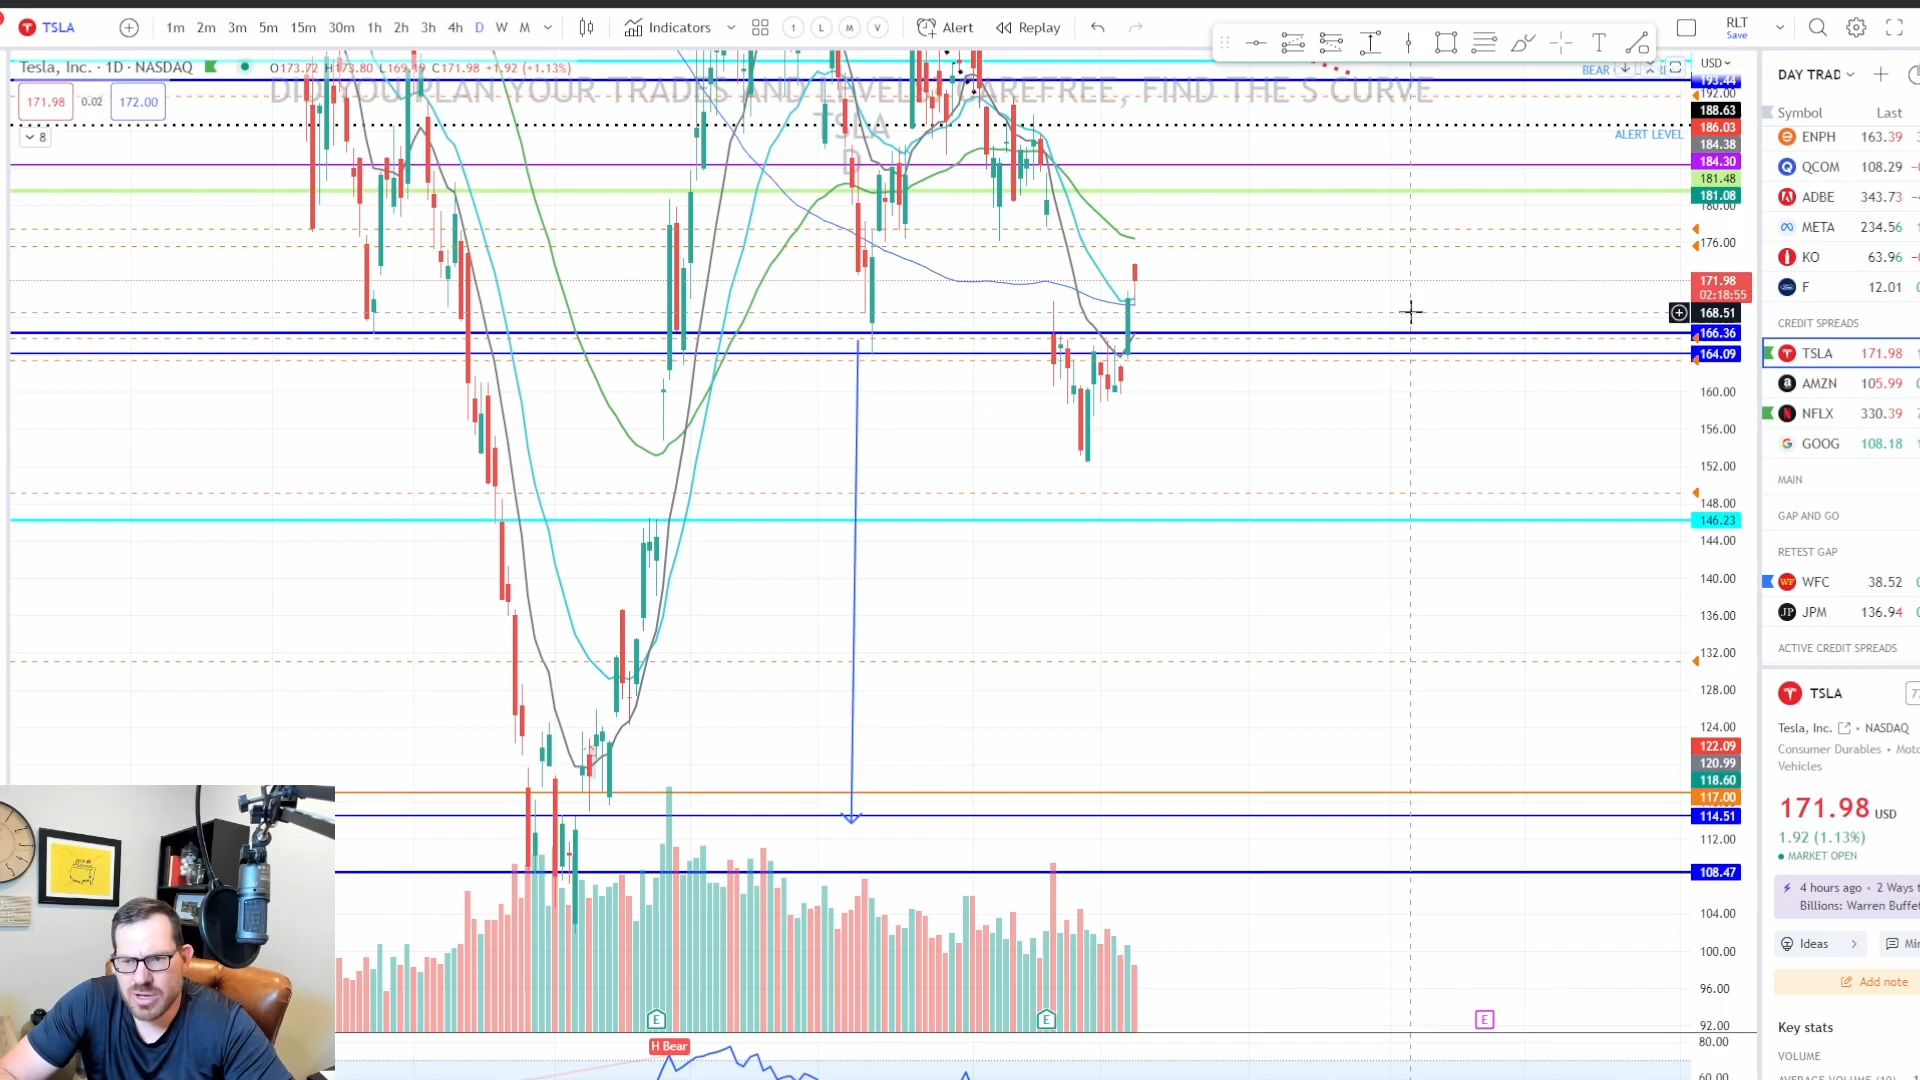 TSLA 1m 2m 3m 5m 15m 30m 1h 2h 3h 4h D W M Indicators 1 L M V Alert Replay RLT
Save
Tesla, Inc. · 1D · NASDAQ O173.72 H173.80 L169.19 C171.98 +1.92 (+1.13%)
171.98 0.02 172.00
8
DID YOU PLAN YOUR TRADES AND LEVELS CAREFREE, FIND THE S CURVE
TSLA
D
BEAR
ALERT LEVEL
USD
193.44
192.00
188.63
186.03
184.38
184.30
181.48
181.08
180.00
176.00
171.98
02:18:55
168.51
166.36
164.09
160.00
156.00
152.00
148.00
146.23
144.00
140.00
136.00
132.00
128.00
124.00
122.09
120.99
118.60
117.00
114.51
112.00
108.47
104.00
100.00
96.00
92.00
80.00
60.00
E
E
E
H Bear
DAY TRAD
Symbol Last
ENPH 163.39
QCOM 108.29
ADBE 343.73
META 234.56
KO 63.96
F 12.01
CREDIT SPREADS
TSLA 171.98
AMZN 105.99
NFLX 330.39
GOOG 108.18
MAIN
GAP AND GO
RETEST GAP
WFC 38.52
JPM 136.94
ACTIVE CREDIT SPREADS
TSLA
Tesla, Inc. • NASDAQ
Consumer Durables • Moto
Vehicles
171.98 USD
1.92 (1.13%)
MARKET OPEN
4 hours ago • 2 Ways t
Billions: Warren Buffet
Ideas Min
Add note
Key stats
VOLUME